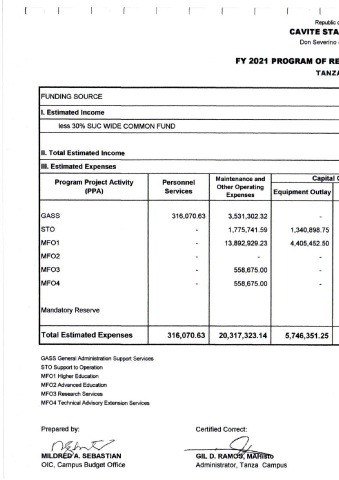 Republic
CAVITE STA
Don Severino
FY 2021 PROGRAM OF RE
TANZA
FUNDING SOURCE
I. Estimated Income
less 30% SUC WIDE COMMON FUND
II. Total Estimated Income
III. Estimated Expenses
Program Project Activity (PPA) Personnel Services Maintenance and Other Operating Expenses Capital
Equipment Outlay
GASS 316,070.63 3,531,302.32 -
STO - 1,775,741.59 1,340,898.75
MFO1 - 13,892,929.23 4,405,452.50
MFO2 - - -
MFO3 - 558,675.00 -
MFO4 - 558,675.00 -
Mandatory Reserve
Total Estimated Expenses 316,070.63 20,317,323.14 5,746,351.25
GASS General Administration Support Services
STO Support to Operation
MFO1 Higher Education
MFO2 Advanced Education
MFO3 Research Services
MFO4 Technical Advisory Extension Services
Prepared by: Certified Correct:
MILDRED A. SEBASTIAN GIL D. RAMOS, MAHisto
OIC, Campus Budget Office Administrator, Tanza Campus